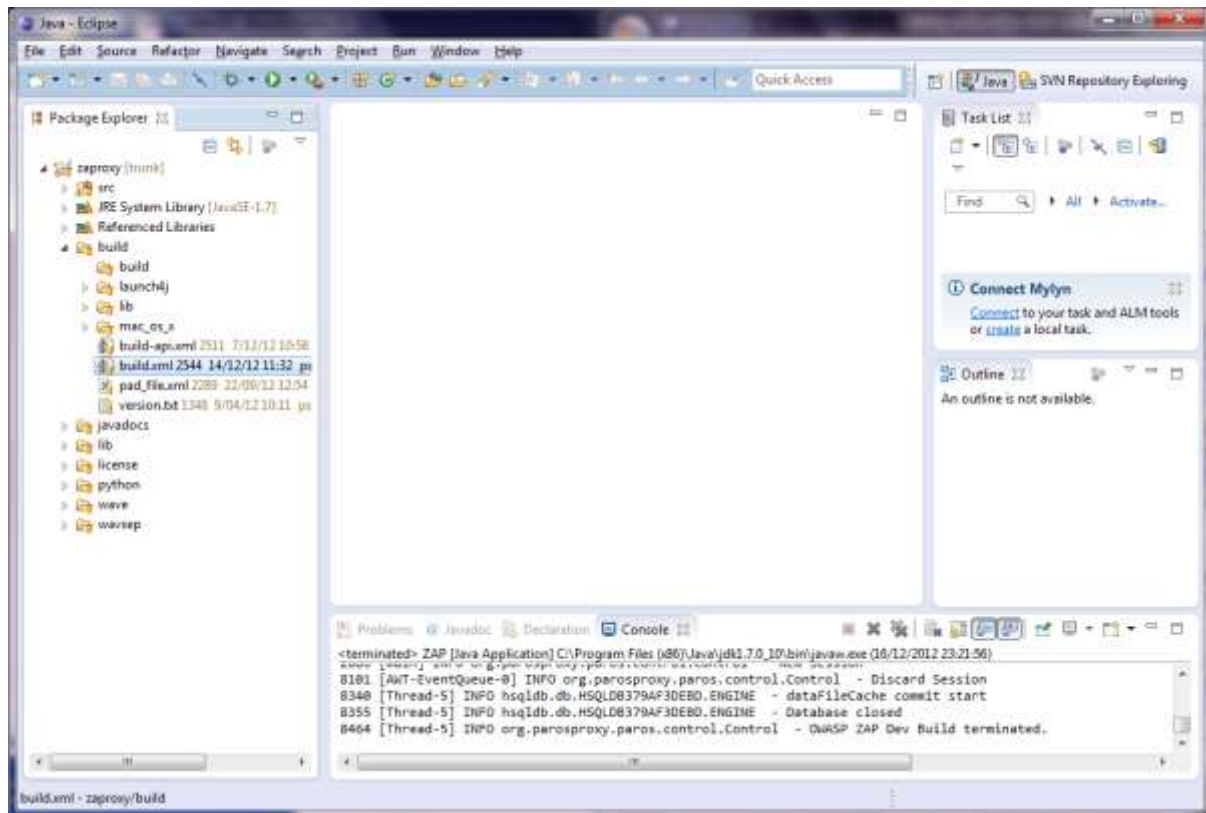 Java - Eclipse
File Edit Source Refactor Navigate Search Project Run Window Help
Quick Access
Java SVN Repository Exploring
Package Explorer
zaproxy [trunk]
src
JRE System Library [JavaSE-1.7]
Referenced Libraries
build
build
launch4j
lib
mac_os_x
build-api.xml 2511 7/12/12 10:58
build.xml 2544 14/12/12 11:32 ps
pad_file.xml 2289 22/09/12 12:54
version.txt 1348 9/04/12 10:11 ps
javadocs
lib
license
python
wave
wavsep
Task List
Find All Activate...
Connect Mylyn
Connect to your task and ALM tools
or create a local task.
Outline
An outline is not available.
Problems @ Javadoc Declaration Console
<terminated> ZAP [Java Application] C:\Program Files (x86)\Java\jdk1.7.0_10\bin\javaw.exe (16/12/2012 23:21:56)
8101 [AWT-EventQueue-0] INFO org.parosproxy.paros.control.Control - Discard Session
8340 [Thread-5] INFO hsqldb.db.HSQLDB379AF3DEBD.ENGINE - dataFileCache commit start
8355 [Thread-5] INFO hsqldb.db.HSQLDB379AF3DEBD.ENGINE - Database closed
8464 [Thread-5] INFO org.parosproxy.paros.control.Control - OWASP ZAP Dev Build terminated.
build.xml - zaproxy/build